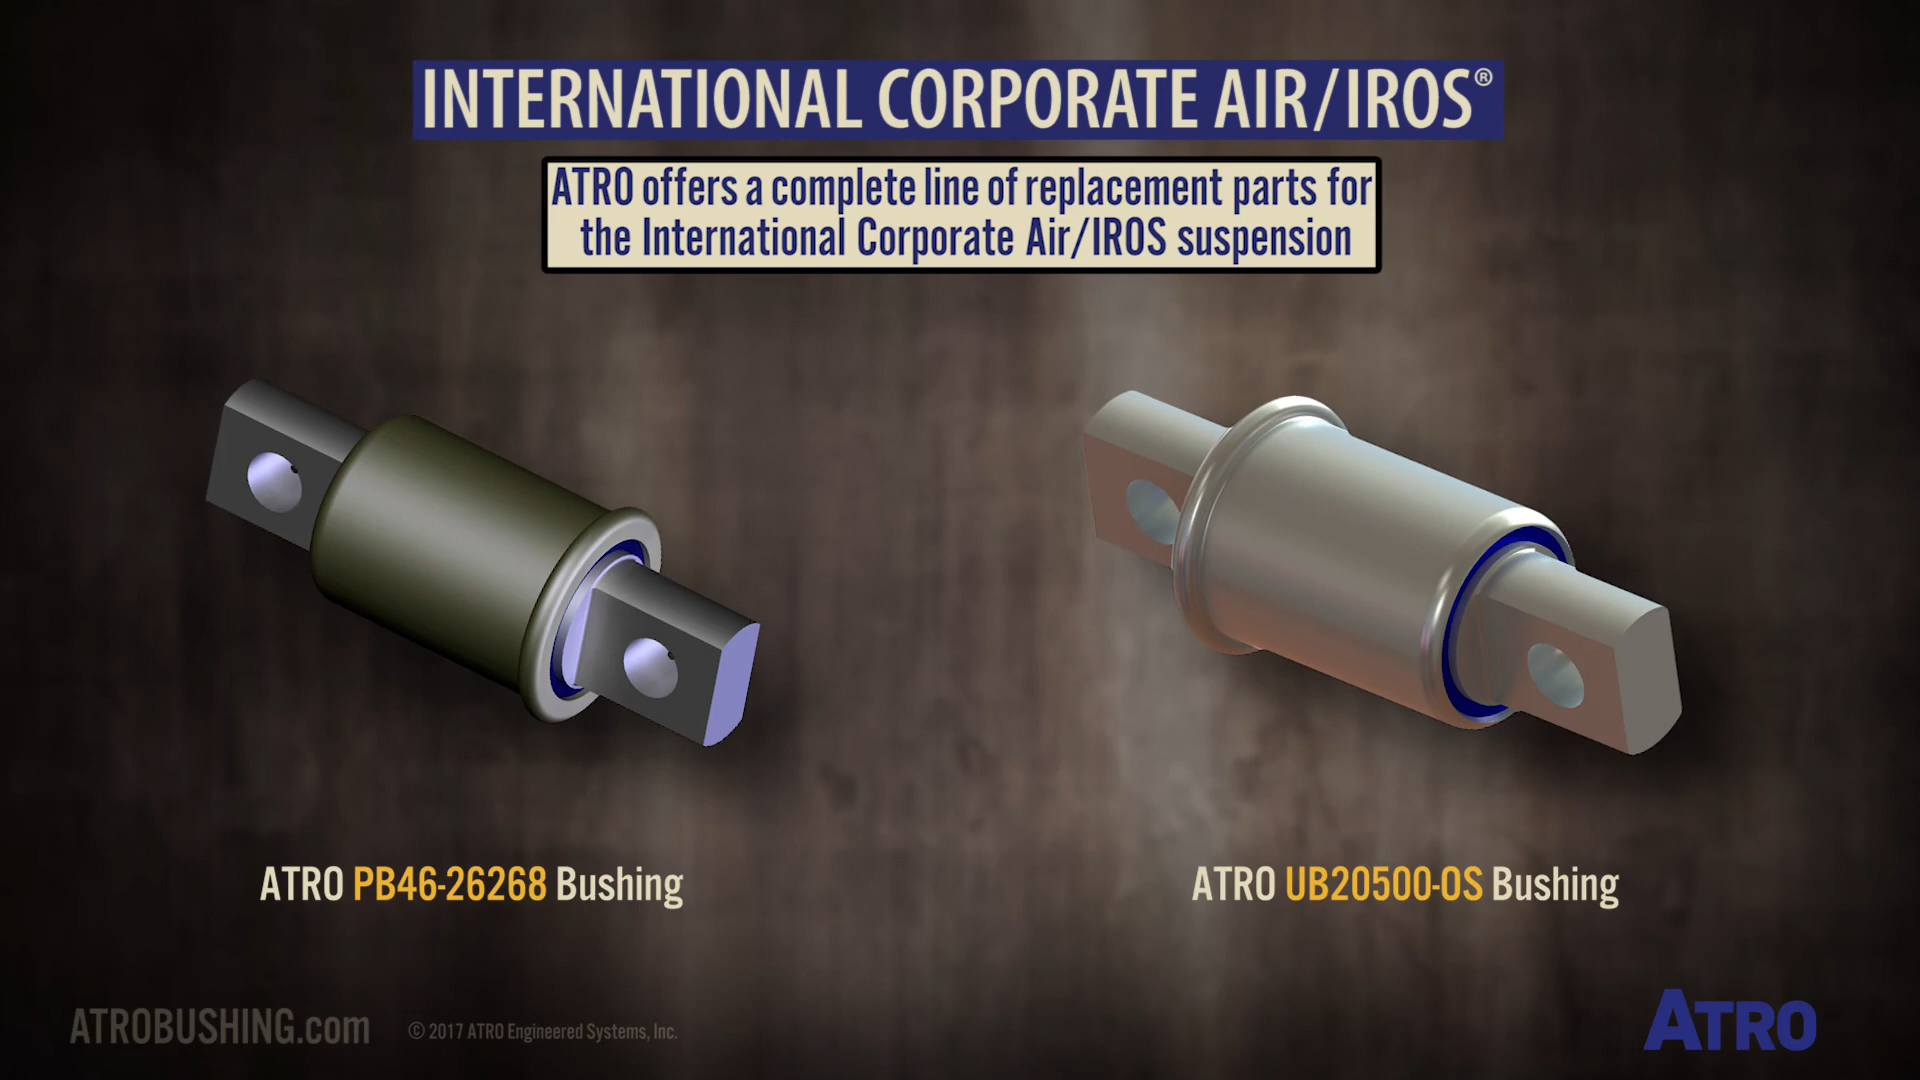 INTERNATIONAL CORPORATE AIR/IROS®
ATRO offers a complete line of replacement parts for
the International Corporate Air/IROS suspension
ATRO PB46-26268 Bushing
ATRO UB20500-OS Bushing
ATROBUSHING.com
© 2017 ATRO Engineered Systems, Inc.
ATRO